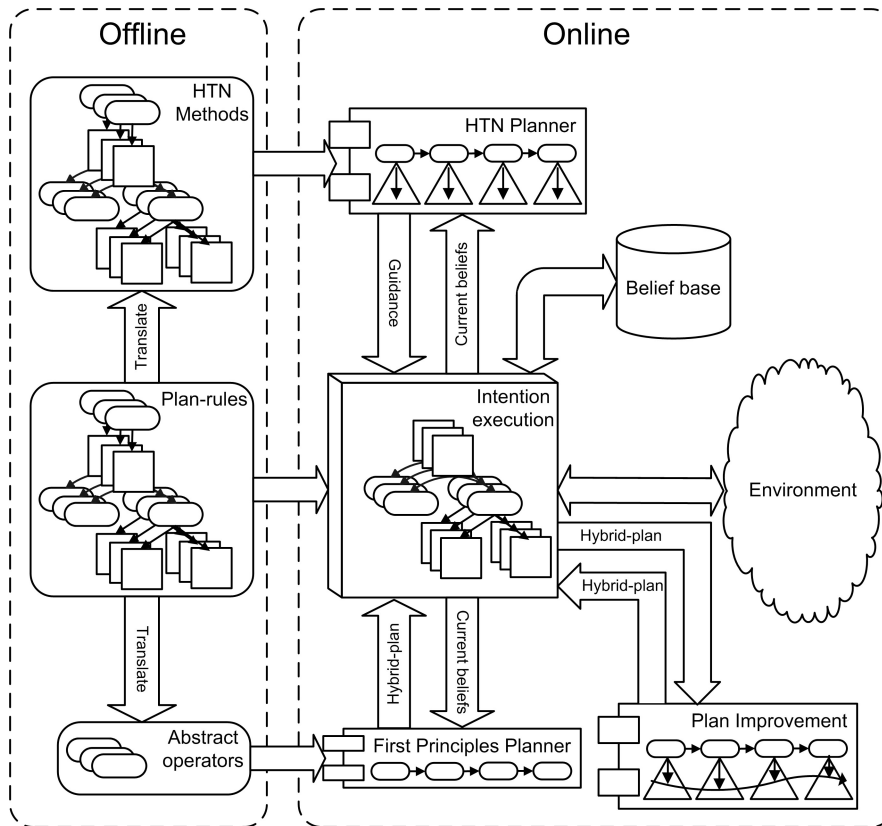 Offline
Online
HTN
Methods
HTN Planner
Guidance
Current beliefs
Belief base
Translate
Plan-rules
Intention
execution
Environment
Hybrid-plan
Hybrid-plan
Translate
Hybrid-plan
Current beliefs
Abstract
operators
First Principles Planner
Plan Improvement